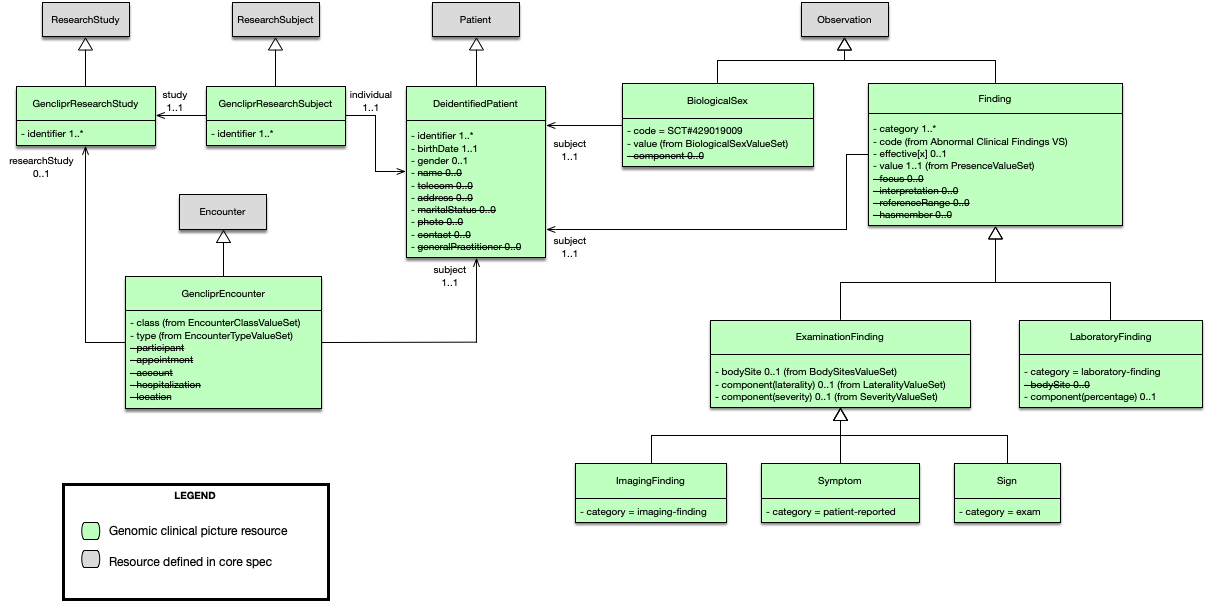 ResearchStudy
ResearchSubject
Patient
Observation
GencliprResearchStudy
- identifier 1..*
study
1..1
GencliprResearchSubject
- identifier 1..*
individual
1..1
DeidentifiedPatient
- identifier 1..*
- birthDate 1..1
- gender 0..1
- name 0..0
- telecom 0..0
- address 0..0
- maritalStatus 0..0
- photo 0..0
- contact 0..0
- generalPractitioner 0..0
BiologicalSex
- code = SCT#429019009
- value (from BiologicalSexValueSet)
- component 0..0
subject
1..1
Finding
- category 1..*
- code (from Abnormal Clinical Findings VS)
- effective[x] 0..1
- value 1..1 (from PresenceValueSet)
- focus 0..0
- interpretation 0..0
- referenceRange 0..0
- hasmember 0..0
subject
1..1
researchStudy
0..1
Encounter
subject
1..1
GencliprEncounter
- class (from EncounterClassValueSet)
- type (from EncounterTypeValueSet)
- participant
- appointment
- account
- hospitalization
- location
ExaminationFinding
- bodySite 0..1 (from BodySitesValueSet)
- component(laterality) 0..1 (from LateralityValueSet)
- component(severity) 0..1 (from SeverityValueSet)
LaboratoryFinding
- category = laboratory-finding
- bodySite 0..0
- component(percentage) 0..1
ImagingFinding
- category = imaging-finding
Symptom
- category = patient-reported
Sign
- category = exam
LEGEND
Genomic clinical picture resource
Resource defined in core spec